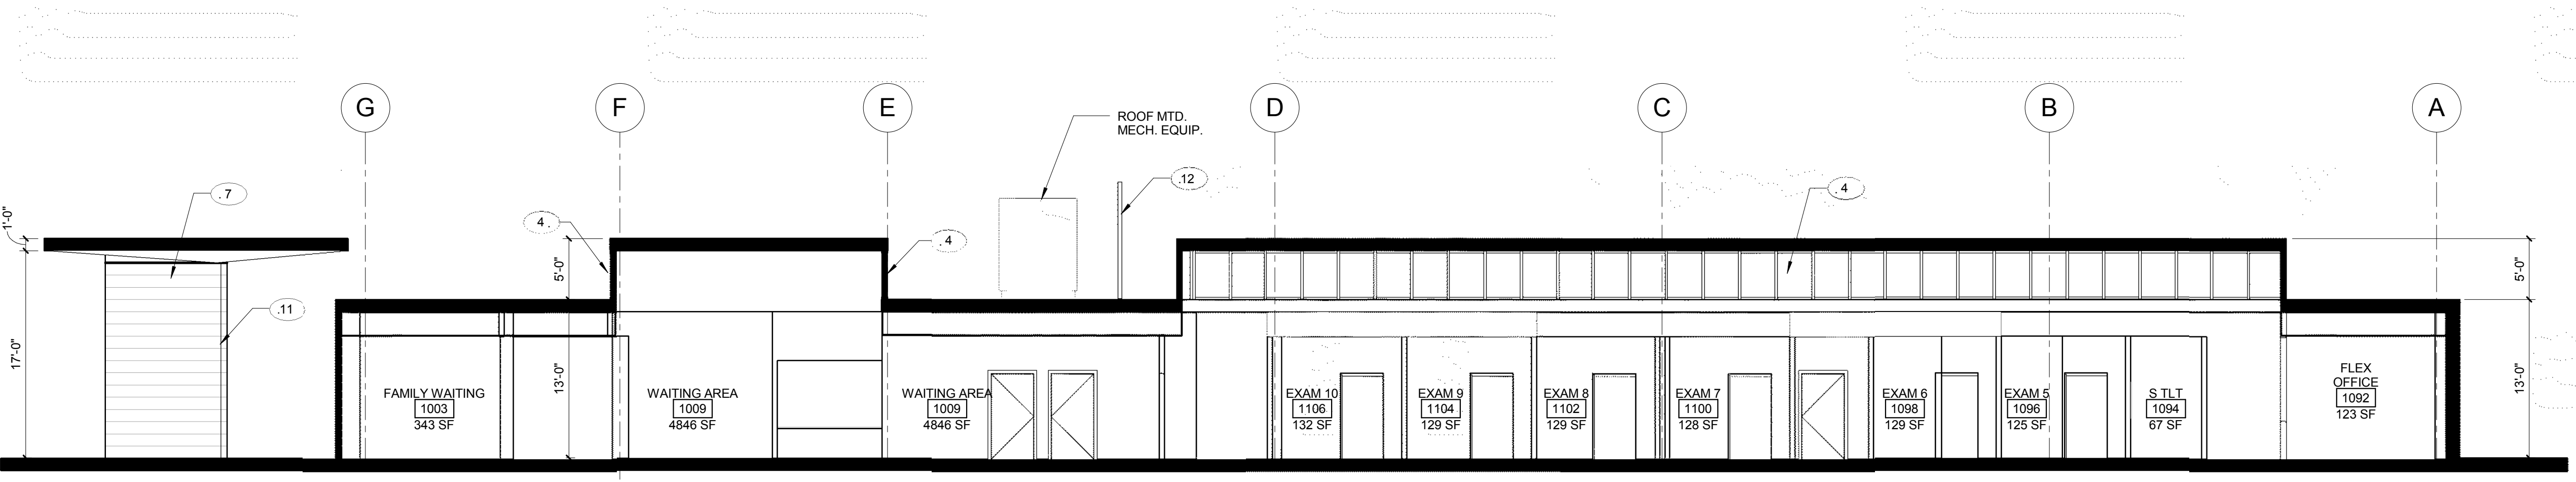 G
F
E
D
C
B
A
ROOF MTD.
MECH. EQUIP.
.7
4 .
. 4
.12
. 4
.11
1'-0"
17'-0"
5'-0"
13'-0"
5'-0"
13'-0"
FAMILY WAITING
1003
343 SF
WAITING AREA
1009
4846 SF
WAITING AREA
1009
4846 SF
EXAM 10
1106
132 SF
EXAM 9
1104
129 SF
EXAM 8
1102
129 SF
EXAM 7
1100
128 SF
EXAM 6
1098
129 SF
EXAM 5
1096
125 SF
S TLT
1094
67 SF
FLEX
OFFICE
1092
123 SF